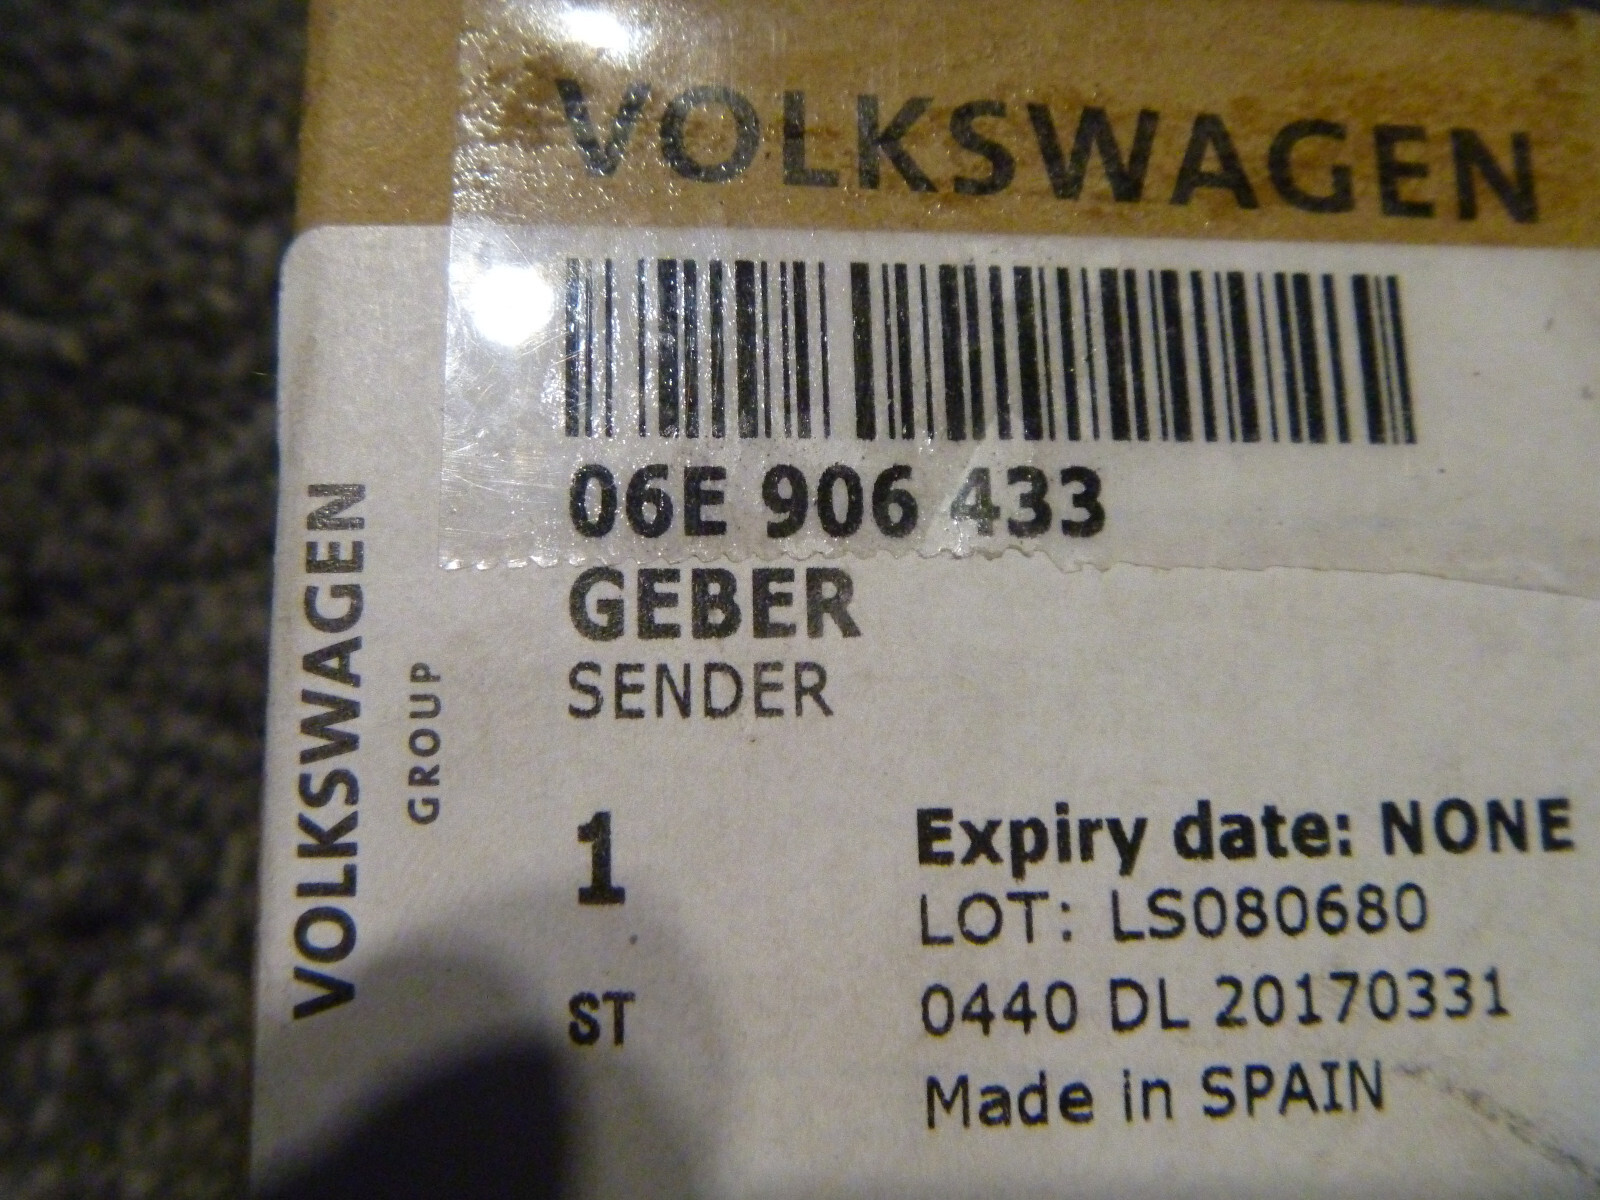 VOLKSWAGEN
06E 906 433
GEBER
SENDER
1
ST
Expiry date: NONE
LOT: LS080680
0440 DL 20170331
Made in SPAIN
VOLKSWAGEN
GROUP